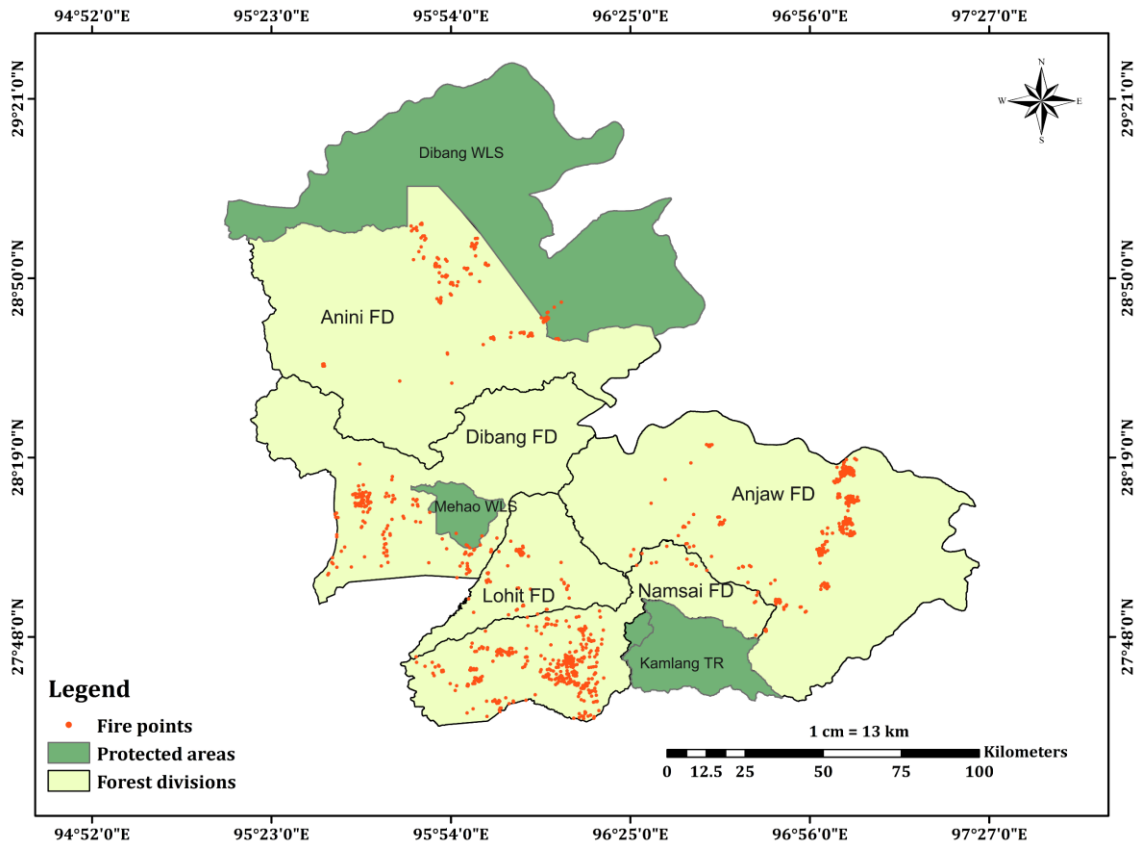 94°52'0"E 95°23'0"E 95°54'0"E 96°25'0"E 96°56'0"E 97°27'0"E
29°21'0"N 29°21'0"N
N
W E
S
Dibang WLS
28°50'0"N 28°50'0"N
Anini FD
Dibang FD
28°19'0"N 28°19'0"N
Anjaw FD
Mehao WLS
Lohit FD Namsai FD
27°48'0"N 27°48'0"N
Kamlang TR
Legend
Fire points
Protected areas
Forest divisions
1 cm = 13 km
Kilometers
0 12.5 25 50 75 100
94°52'0"E 95°23'0"E 95°54'0"E 96°25'0"E 96°56'0"E 97°27'0"E